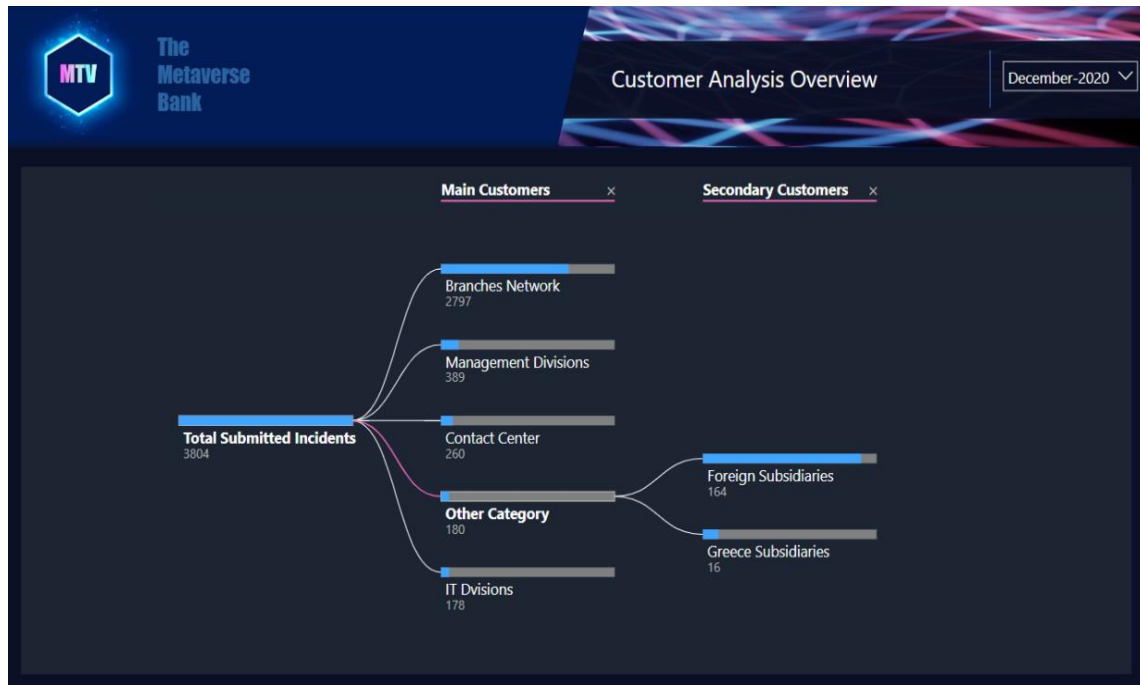 MTV
The
Metaverse
Bank
Customer Analysis Overview
December-2020
Main Customers
Secondary Customers
Branches Network
2797
Management Divisions
389
Total Submitted Incidents
3804
Contact Center
260
Foreign Subsidiaries
164
Other Category
180
Greece Subsidiaries
16
IT Dvisions
178